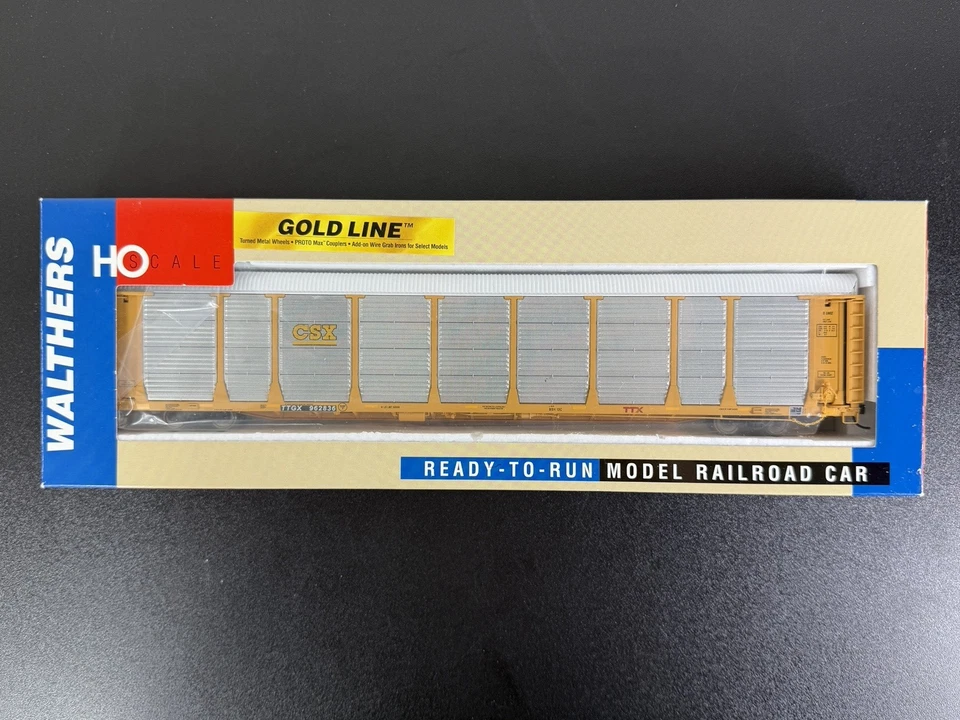 WALTHERS
HO
SCALE
GOLD LINE™
Turned Metal Wheels • PROTO Max™ Couplers • Add-on Wire Grab Irons for Select Models
CSX
TTGX 962836
TTX
READY-TO-RUN MODEL RAILROAD CAR